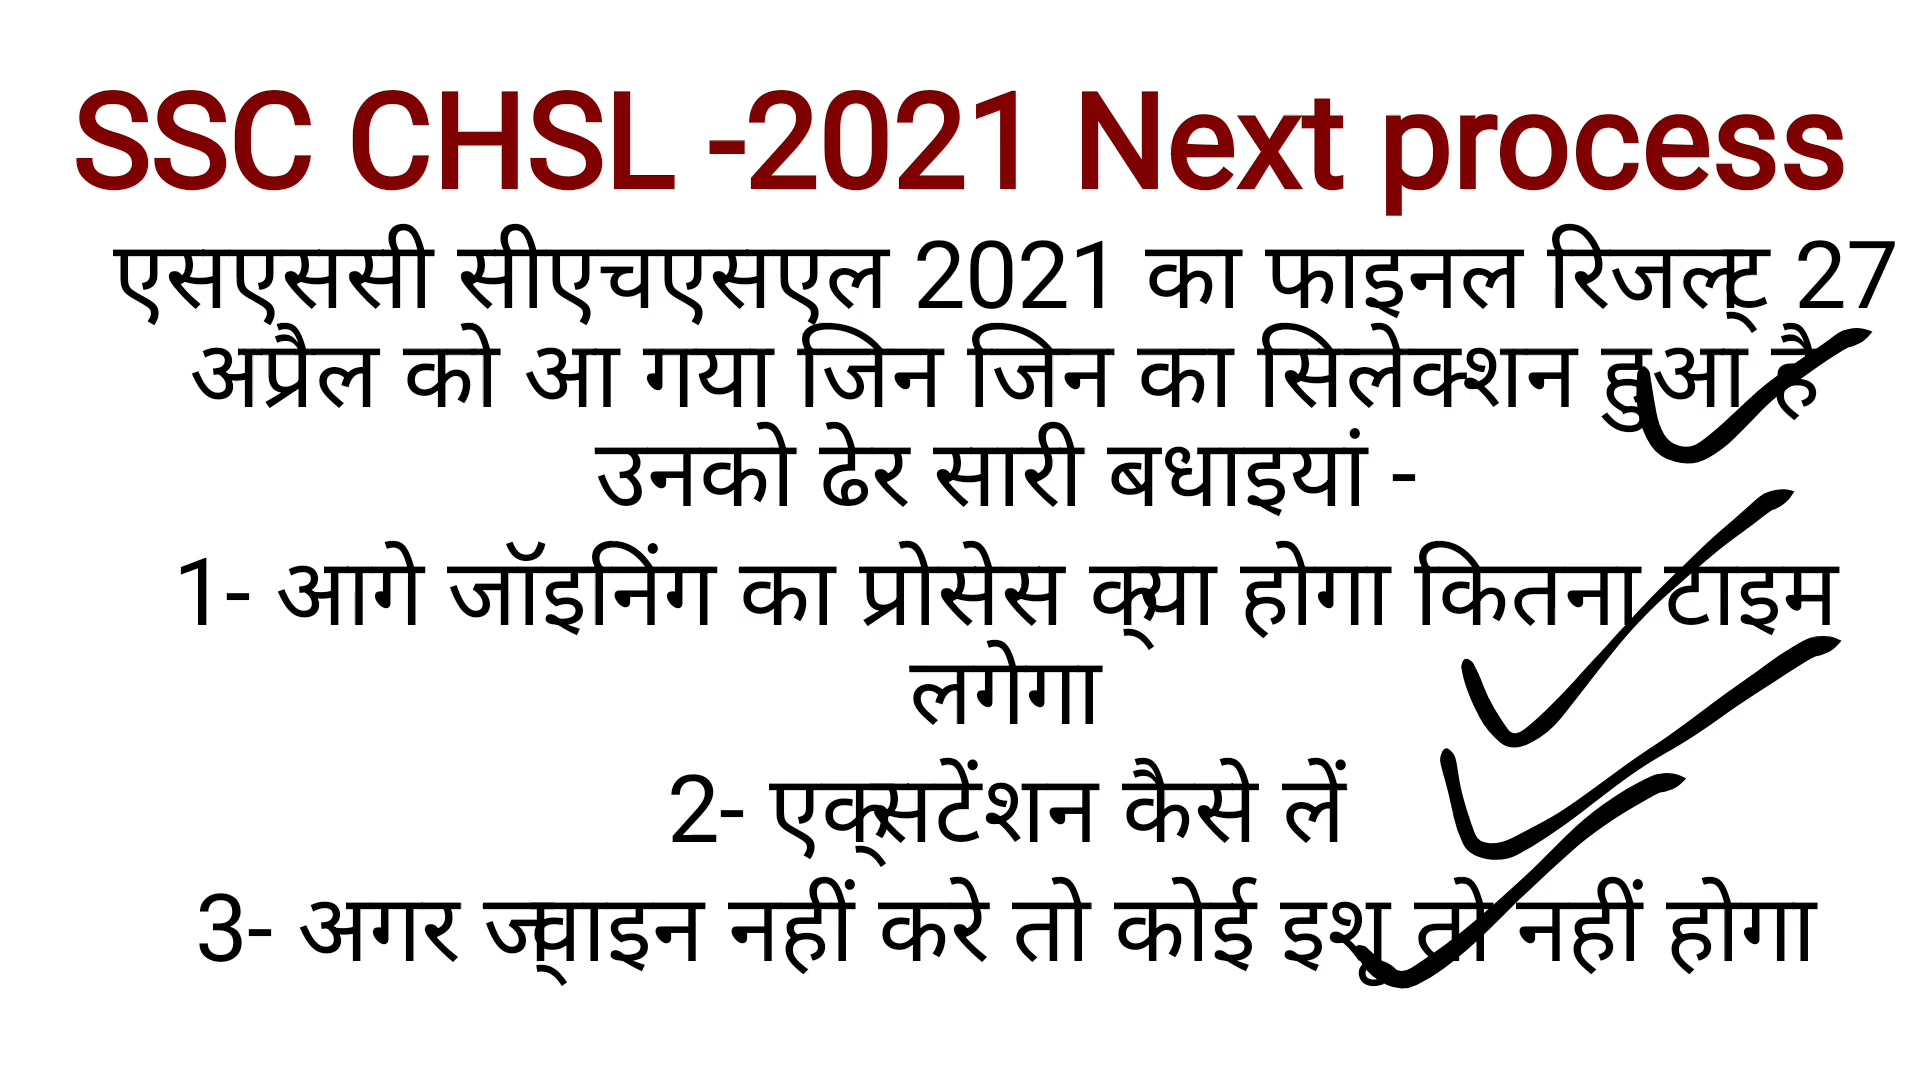 SSC CHSL -2021 Next process
एसएससी सीएचएसएल 2021 का फाइनल रिजल्ट 27
अप्रैल को आ गया जिन जिन का सिलेक्शन हुआ है
उनको ढेर सारी बधाइयां -
1- आगे जॉइनिंग का प्रोसेस क्या होगा कितना टाइम
लगेगा
2- एक्सटेंशन कैसे लें
3- अगर ज्वाइन नहीं करे तो कोई इशू तो नहीं होगा